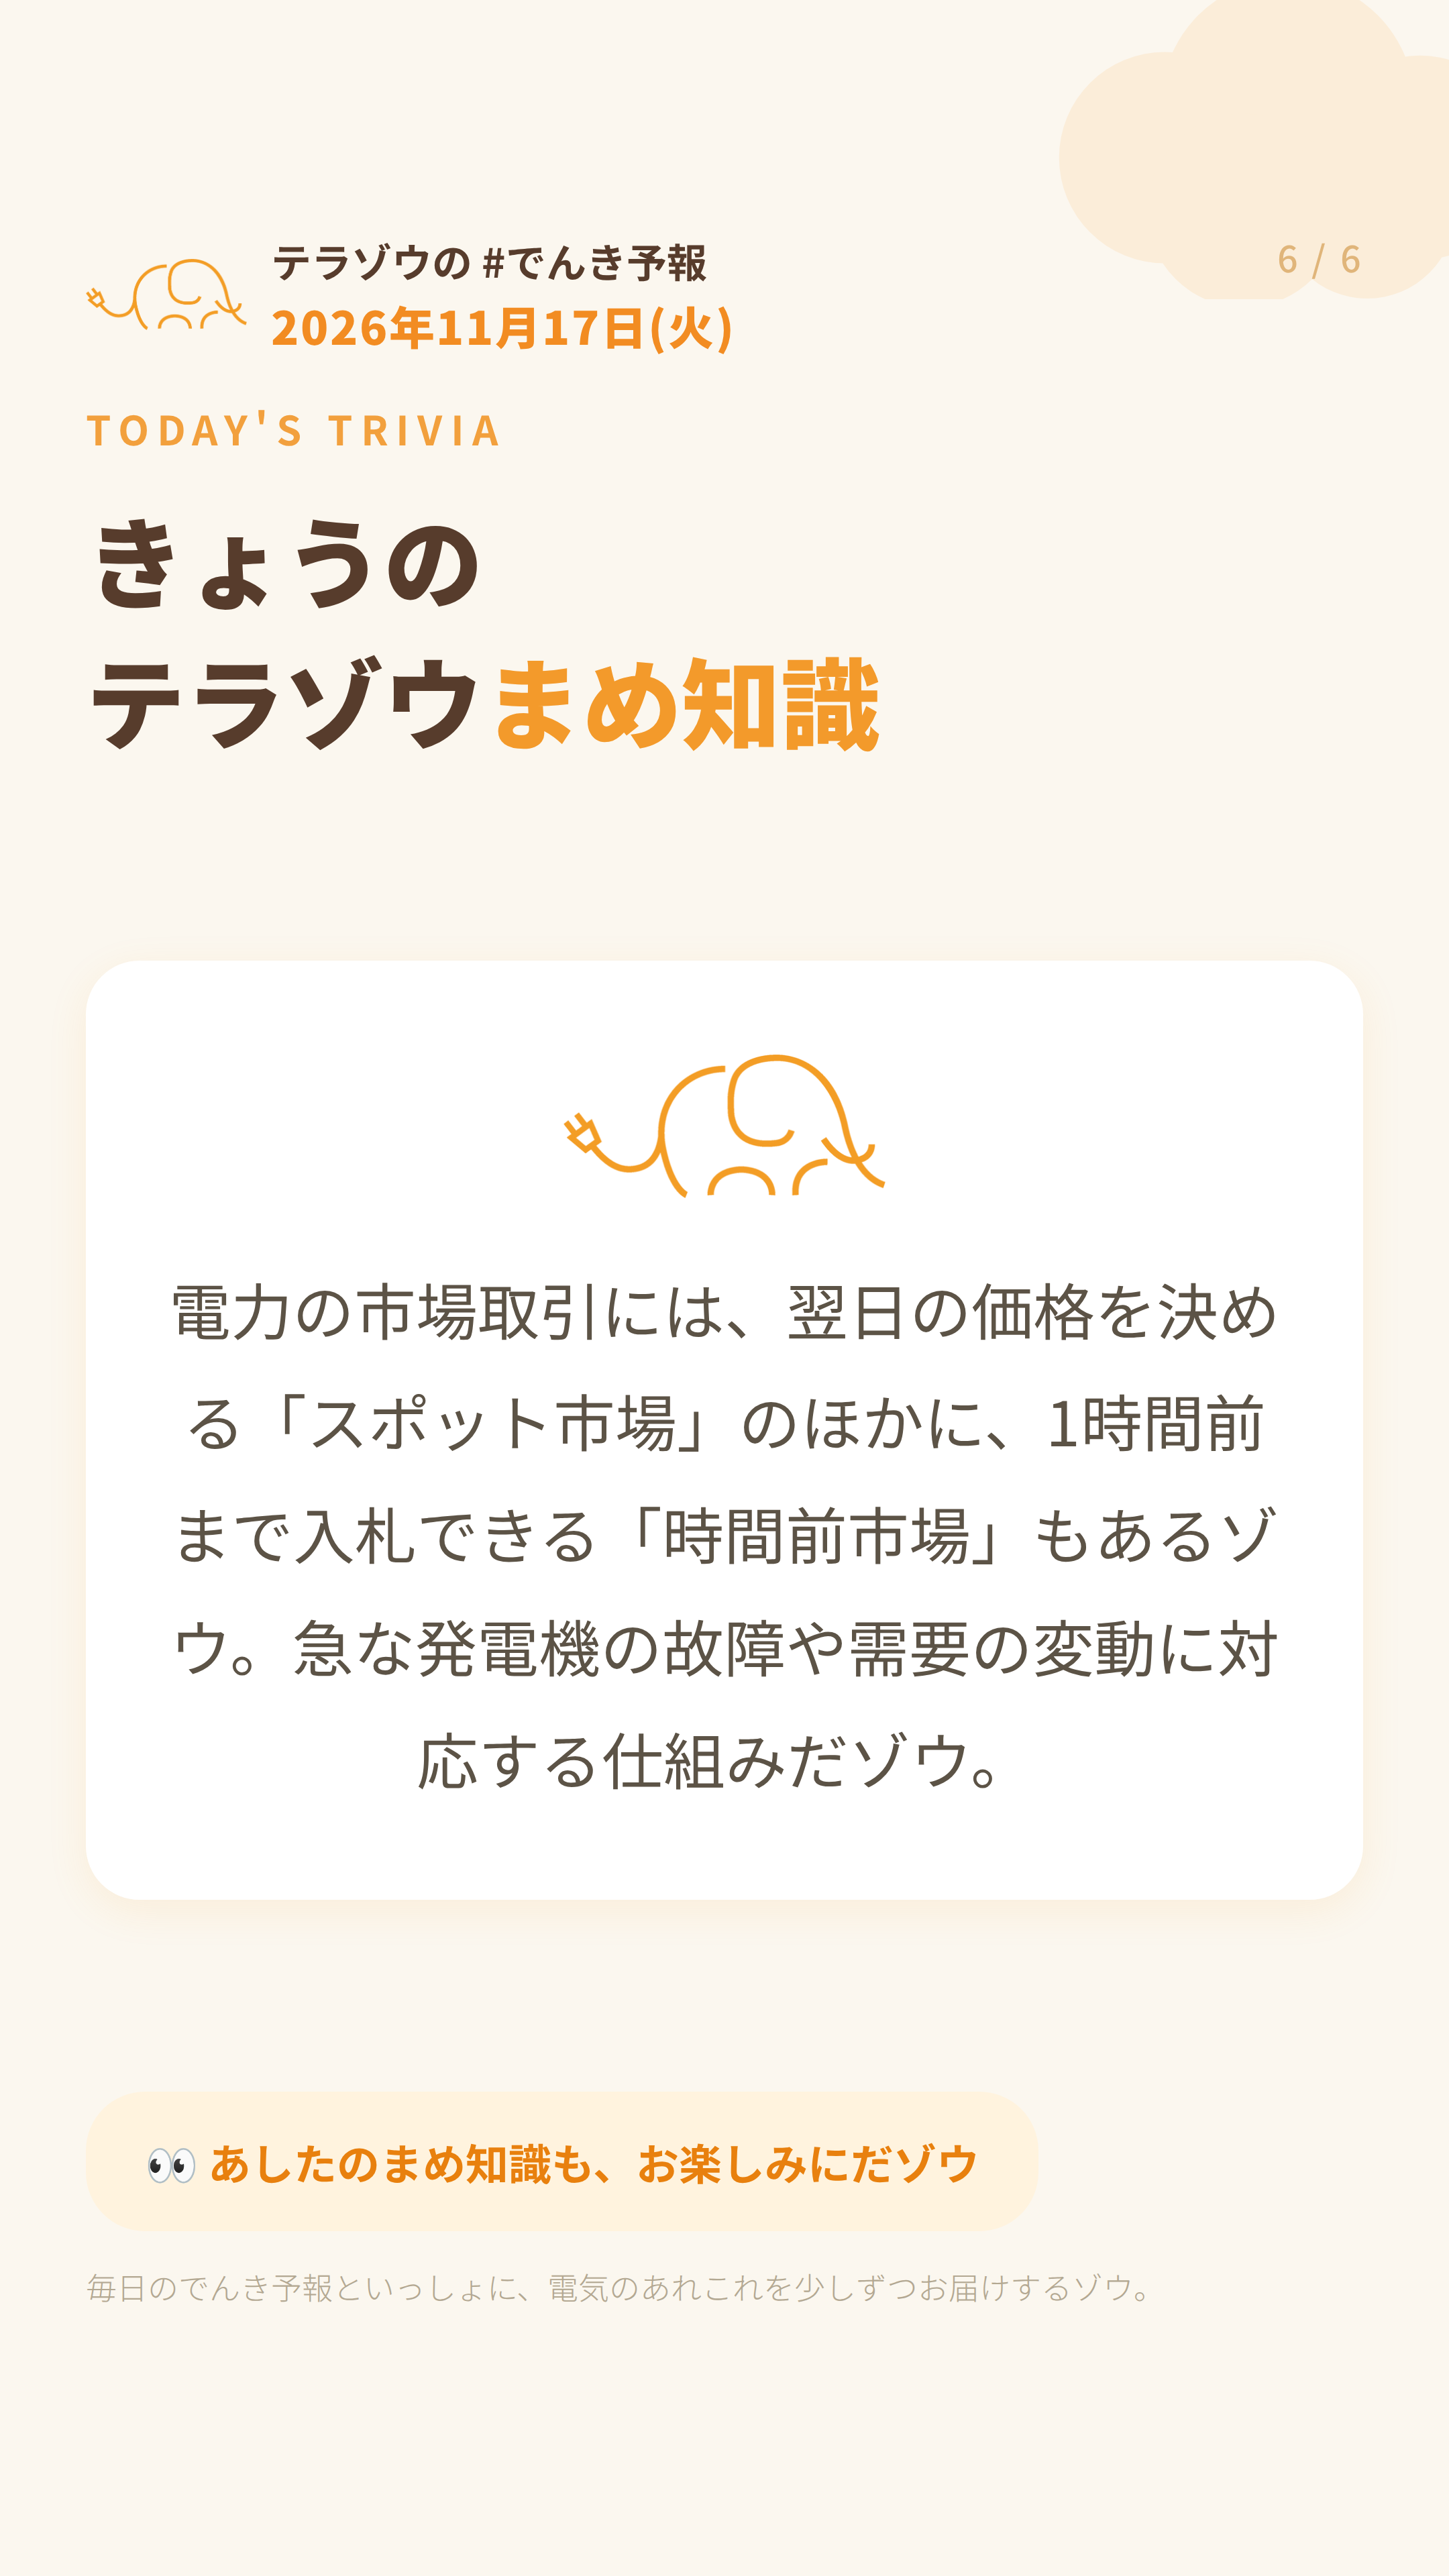 テラゾウの #でんき予報
6 / 6
2026年11月17日(火)
TODAY'S TRIVIA
きょうの
テラゾウまめ知識
電力の市場取引には、翌日の価格を決め
る「スポット市場」のほかに、1時間前
まで入札できる「時間前市場」もあるゾ
ウ。急な発電機の故障や需要の変動に対
応する仕組みだゾウ。
👀 あしたのまめ知識も、お楽しみにだゾウ
毎日のでんき予報といっしょに、電気のあれこれを少しずつお届けするゾウ。